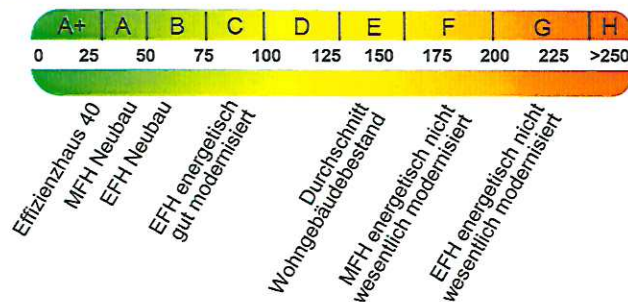 A+ A B C D E F G H
0 25 50 75 100 125 150 175 200 225 >250
Effizienzhaus 40
MFH Neubau
EFH Neubau
EFH energetisch
gut modernisiert
Durchschnitt
Wohngebäudebestand
MFH energetisch nicht
wesentlich modernisiert
EFH energetisch nicht
wesentlich modernisiert